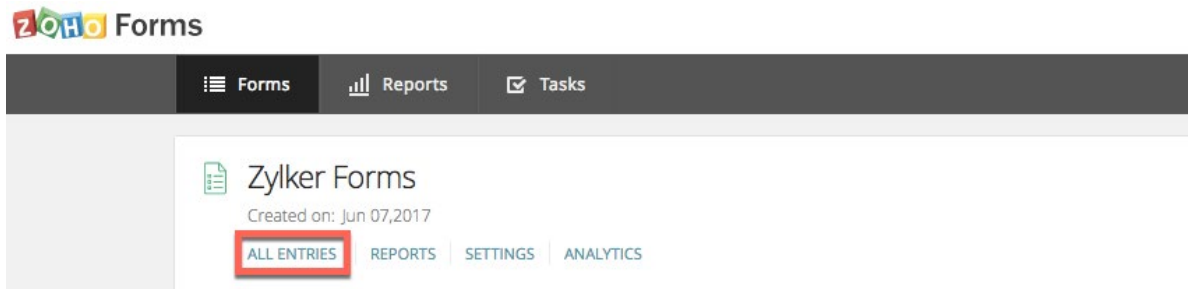 ZOHO Forms
Forms Reports Tasks
Zylker Forms
Created on: Jun 07,2017
ALL ENTRIES REPORTS SETTINGS ANALYTICS